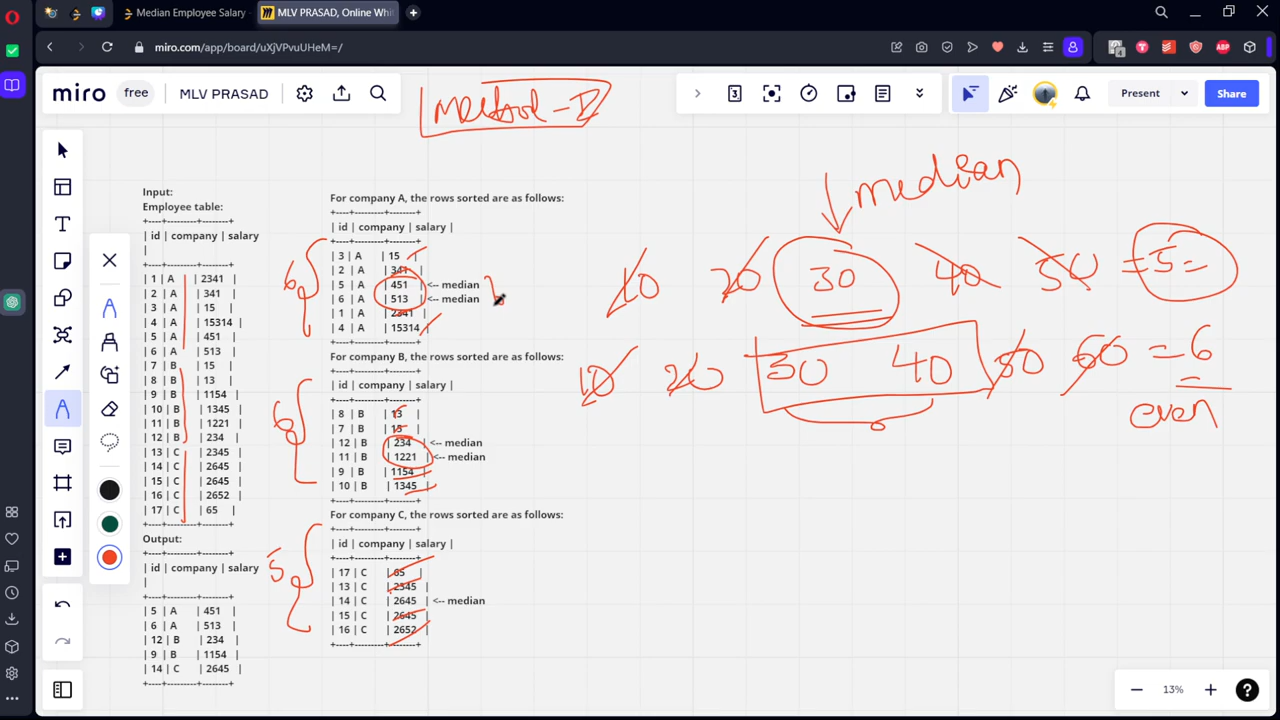 Median Employee Salary
MLV PRASAD, Online Whi
miro.com/app/board/uXjVPvuUHeM=/
miro free MLV PRASAD
Present Share
method-I
Input:
Employee table:
+----+---------+--------+
| id | company | salary
|
+----+---------+--------+
| 1 | A | 2341 |
| 2 | A | 341 |
| 3 | A | 15 |
| 4 | A | 15314 |
| 5 | A | 451 |
| 6 | A | 513 |
| 7 | B | 15 |
| 8 | B | 13 |
| 9 | B | 1154 |
| 10 | B | 1345 |
| 11 | B | 1221 |
| 12 | B | 234 |
| 13 | C | 2345 |
| 14 | C | 2645 |
| 15 | C | 2645 |
| 16 | C | 2652 |
| 17 | C | 65 |
+----+---------+--------+
Output:
+----+---------+--------+
| id | company | salary
|
+----+---------+--------+
| 5 | A | 451 |
| 6 | A | 513 |
| 12 | B | 234 |
| 9 | B | 1154 |
| 14 | C | 2645 |
+----+---------+--------+
For company A, the rows sorted are as follows:
+----+---------+--------+
| id | company | salary |
+----+---------+--------+
| 3 | A | 15 |
| 2 | A | 341 |
| 5 | A | 451 | <-- median
| 6 | A | 513 | <-- median
| 1 | A | 2341 |
| 4 | A | 15314 |
+----+---------+--------+
6
For company B, the rows sorted are as follows:
+----+---------+--------+
| id | company | salary |
+----+---------+--------+
| 8 | B | 13 |
| 7 | B | 15 |
| 12 | B | 234 | <-- median
| 11 | B | 1221 | <-- median
| 9 | B | 1154 |
| 10 | B | 1345 |
+----+---------+--------+
6
For company C, the rows sorted are as follows:
+----+---------+--------+
| id | company | salary |
+----+---------+--------+
| 17 | C | 65 |
| 13 | C | 2345 |
| 14 | C | 2645 | <-- median
| 15 | C | 2645 |
| 16 | C | 2652 |
+----+---------+--------+
5
median
10 20 30 40 50 =5=
10 20 30 40 50 60 =6
even
13%